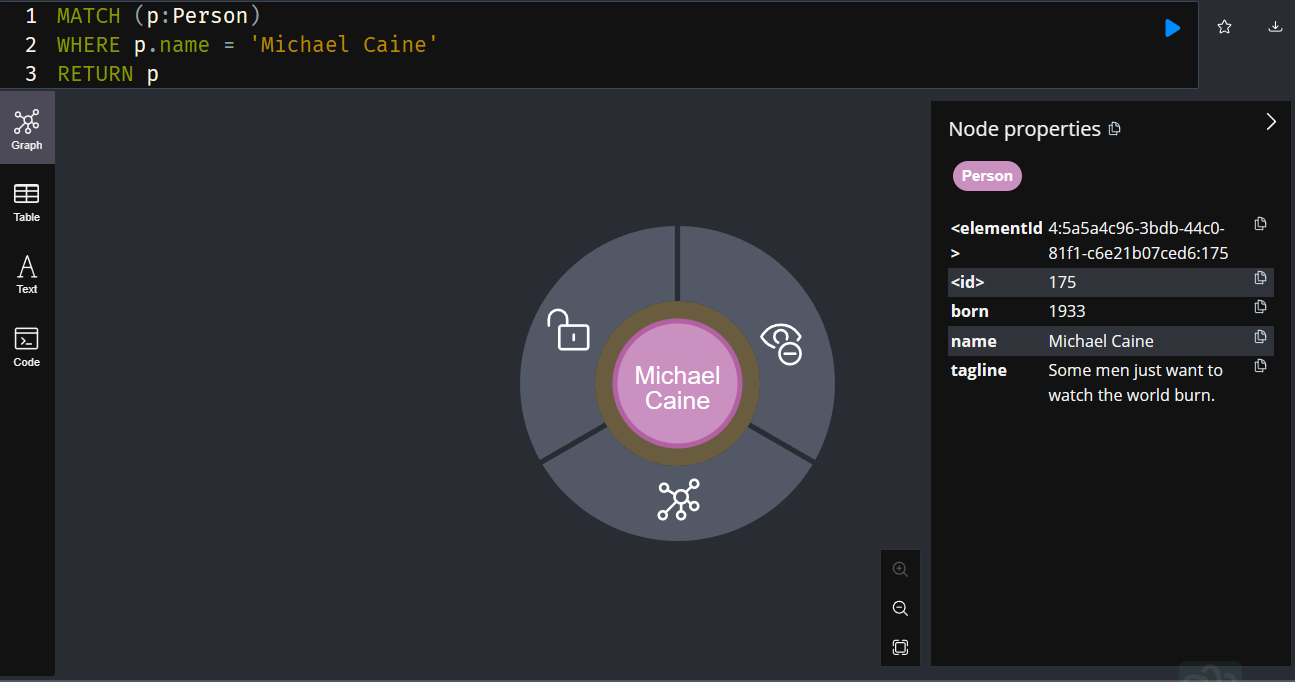 1 MATCH (p:Person)
2 WHERE p.name = 'Michael Caine'
3 RETURN p
Graph
Table
Text
Code
Michael
Caine
Node properties
Person
<elementId 4:5a5a4c96-3bdb-44c0-
> 81f1-c6e21b07ced6:175
<id> 175
born 1933
name Michael Caine
tagline Some men just want to
watch the world burn.